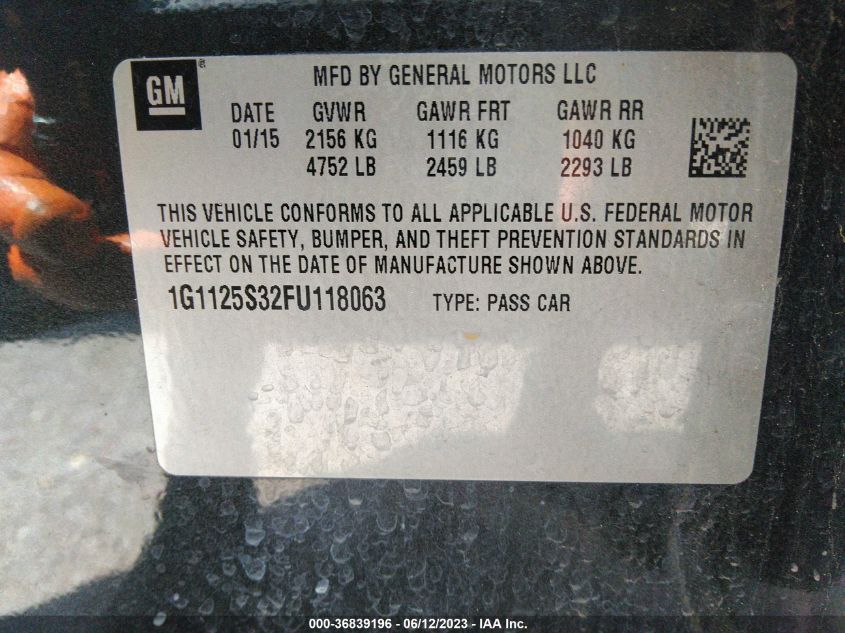 GM
MFD BY GENERAL MOTORS LLC
DATE GVWR GAWR FRT GAWR RR
01/15 2156 KG 1116 KG 1040 KG
4752 LB 2459 LB 2293 LB
THIS VEHICLE CONFORMS TO ALL APPLICABLE U.S. FEDERAL MOTOR
VEHICLE SAFETY, BUMPER, AND THEFT PREVENTION STANDARDS IN
EFFECT ON THE DATE OF MANUFACTURE SHOWN ABOVE.
1G1125S32FU118063 TYPE: PASS CAR
000-36839196 - 06/12/2023 - IAA Inc.